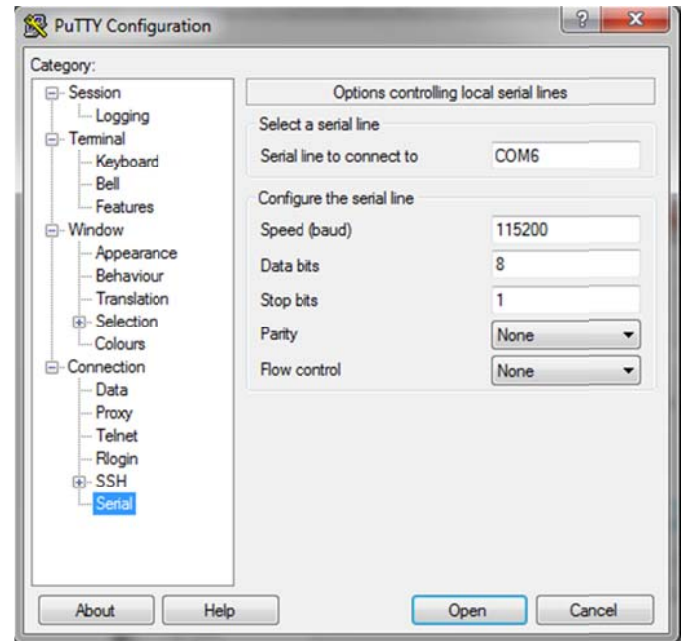 PuTTY Configuration
Category:
Session
Logging
Terminal
Keyboard
Bell
Features
Window
Appearance
Behaviour
Translation
Selection
Colours
Connection
Data
Proxy
Telnet
Rlogin
SSH
Serial
Options controlling local serial lines
Select a serial line
Serial line to connect to COM6
Configure the serial line
Speed (baud) 115200
Data bits 8
Stop bits 1
Parity None
Flow control None
About Help Open Cancel